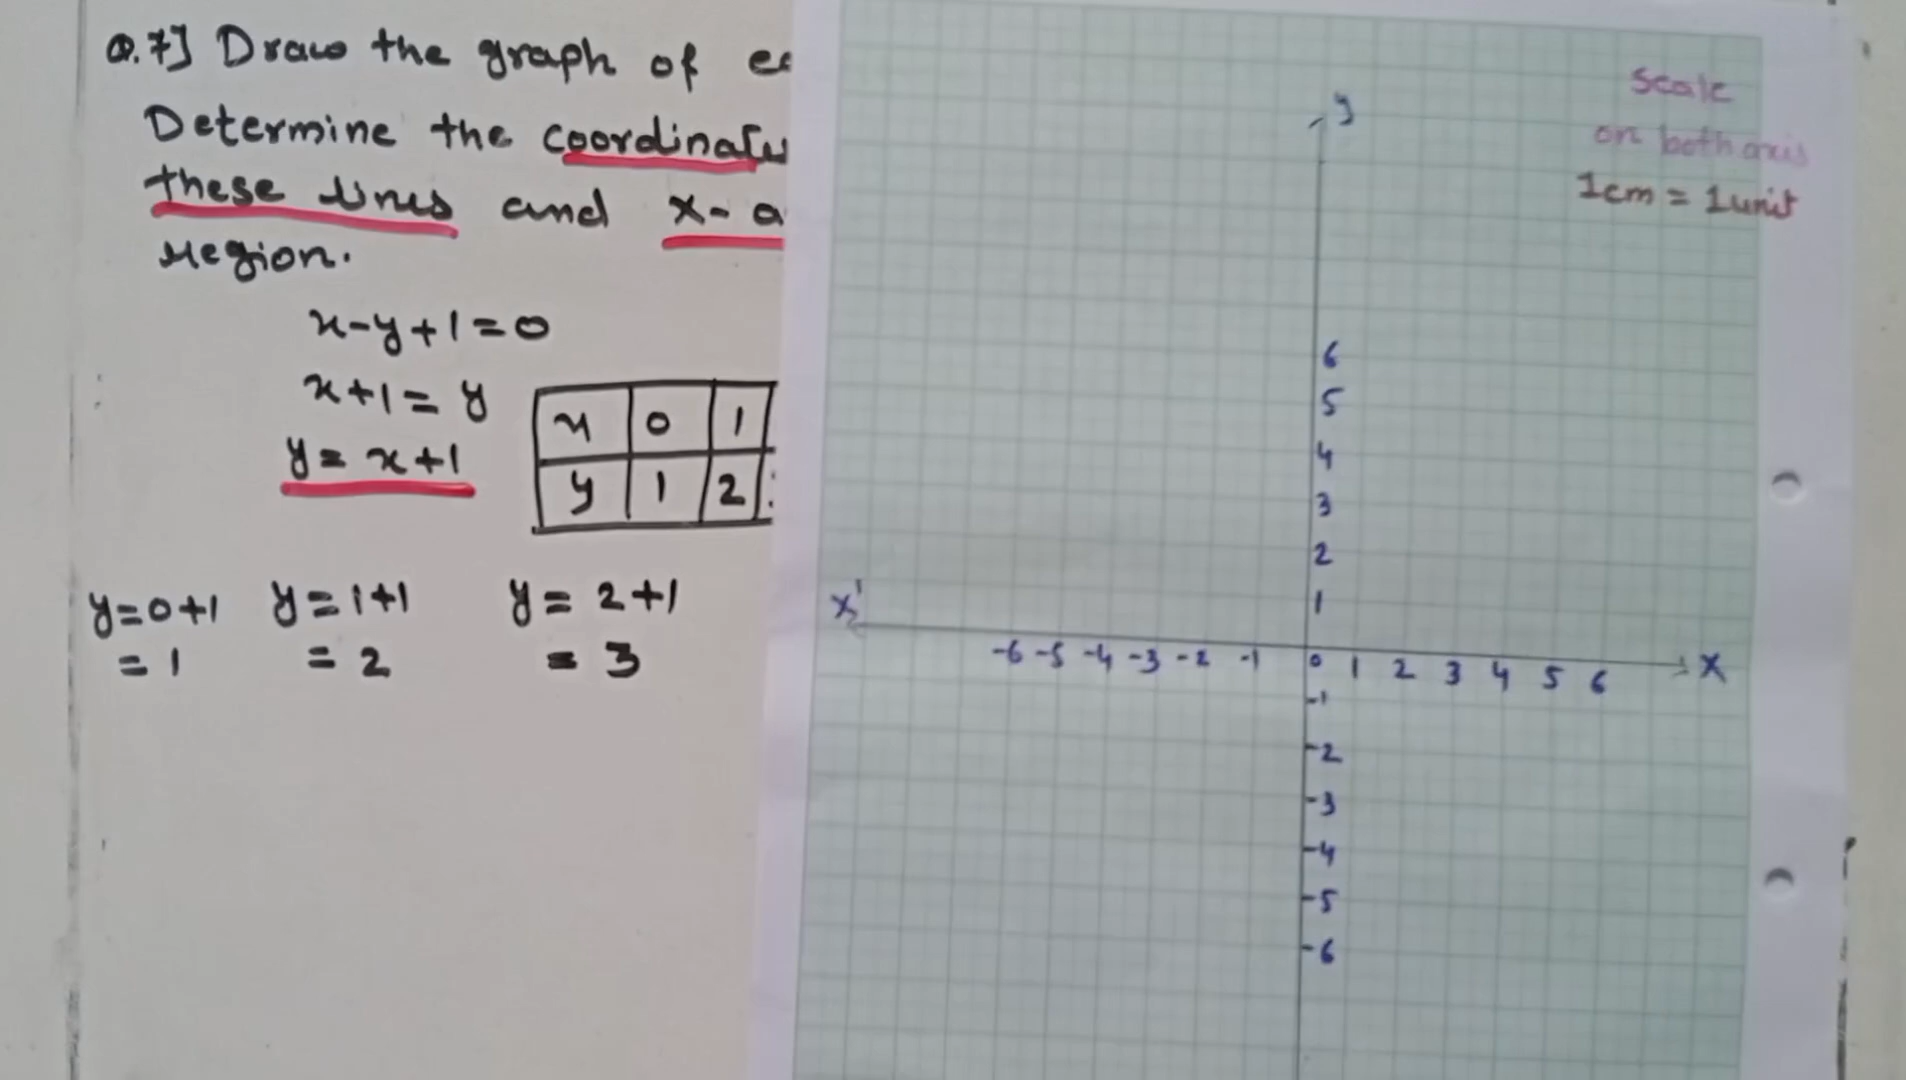 Q.7] Draw the graph of
Determine the
these lines and x-
region.
x-y+1=0
x+1=y
y=x+1
x 0 1
y 1 2
y=0+1 y=1+1 y=2+1
=1 =2 =3
Scale
on both axis
1cm = 1unit
y
6
5
4
3
2
1
x'
-6 -5 -4 -3 -2 -1 0 1 2 3 4 5 6 x
-1
-2
-3
-4
-5
-6